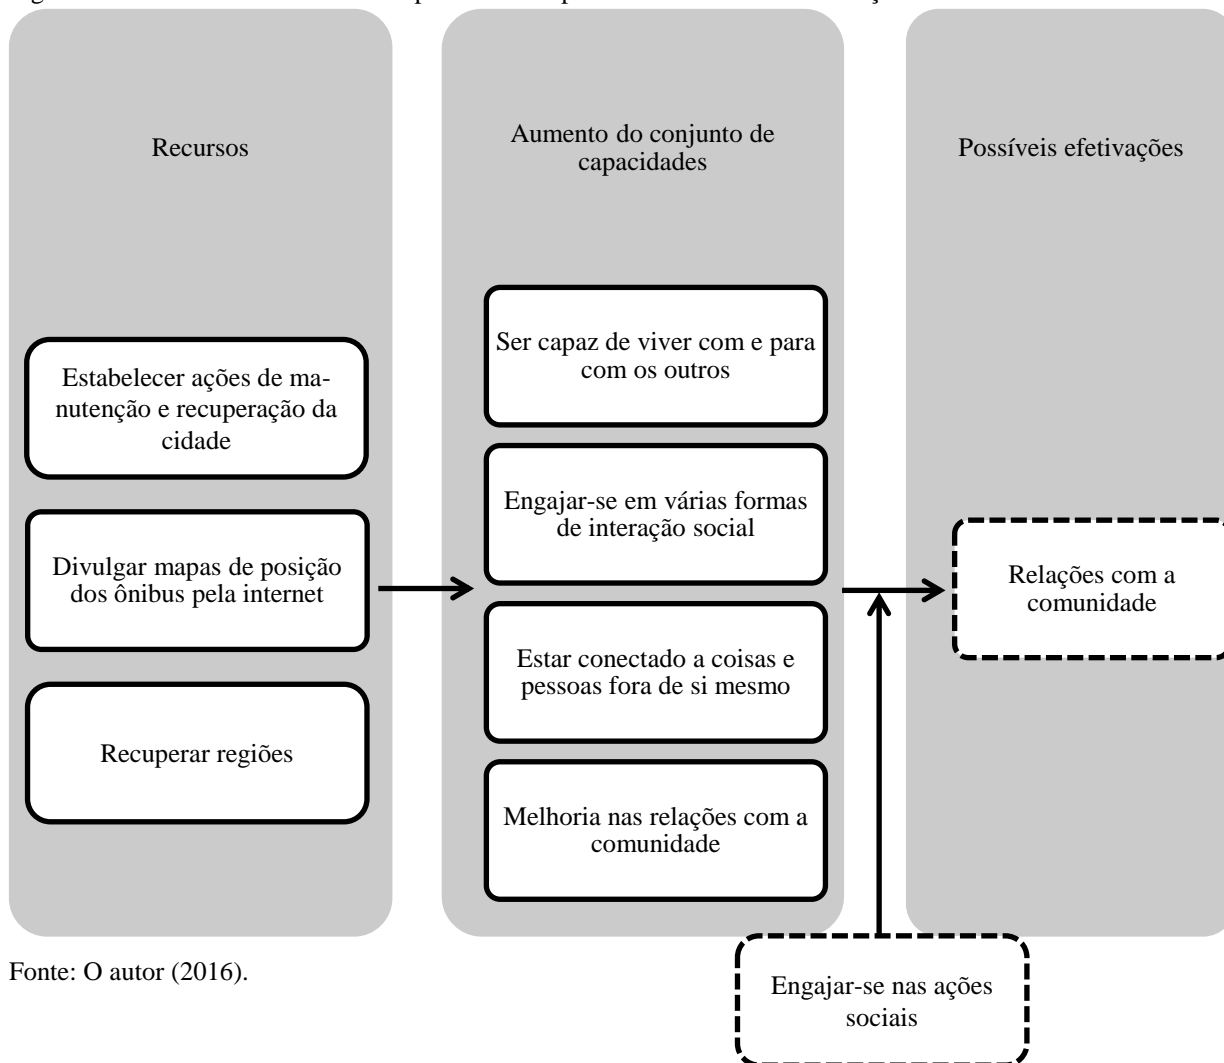 Recursos
Aumento do conjunto de
capacidades
Possíveis efetivações
Estabelecer ações de ma-
nutenção e recuperação da
cidade
Divulgar mapas de posição
dos ônibus pela internet
Recuperar regiões
Ser capaz de viver com e para
com os outros
Engajar-se em várias formas
de interação social
Estar conectado a coisas e
pessoas fora de si mesmo
Melhoria nas relações com a
comunidade
Relações com a
comunidade
Engajar-se nas ações
sociais
Fonte: O autor (2016).